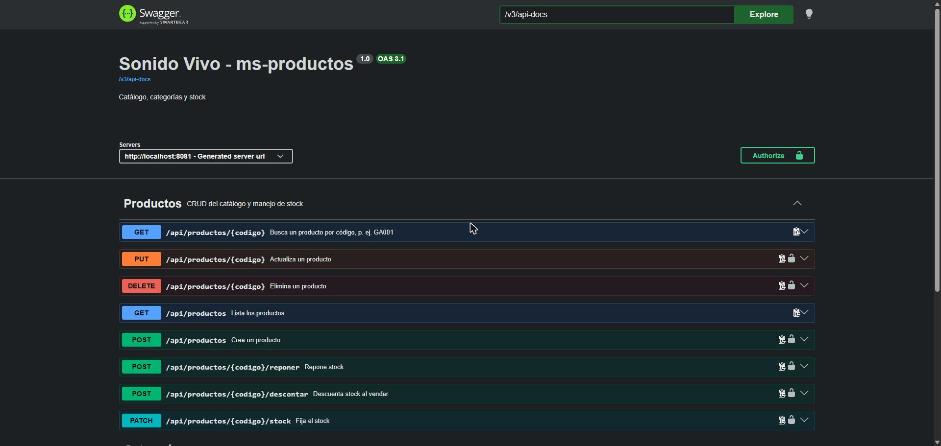 Swagger.
Supported by SMARTBEAR
/v3/api-docs
Explore
Sonido Vivo - ms-productos 1.0 OAS 3.1
/v3/api-docs
Catálogo, categorías y stock
Servers
http://localhost:8081 - Generated server url
Authorize
Productos CRUD del catálogo y manejo de stock
GET /api/productos/{codigo} Busca un producto por código, p. ej. GA001
PUT /api/productos/{codigo} Actualiza un producto
DELETE /api/productos/{codigo} Elimina un producto
GET /api/productos Lista los productos
POST /api/productos Crea un producto
POST /api/productos/{codigo}/reponer Repone stock
POST /api/productos/{codigo}/descontar Descuenta stock al vender
PATCH /api/productos/{codigo}/stock Fija el stock